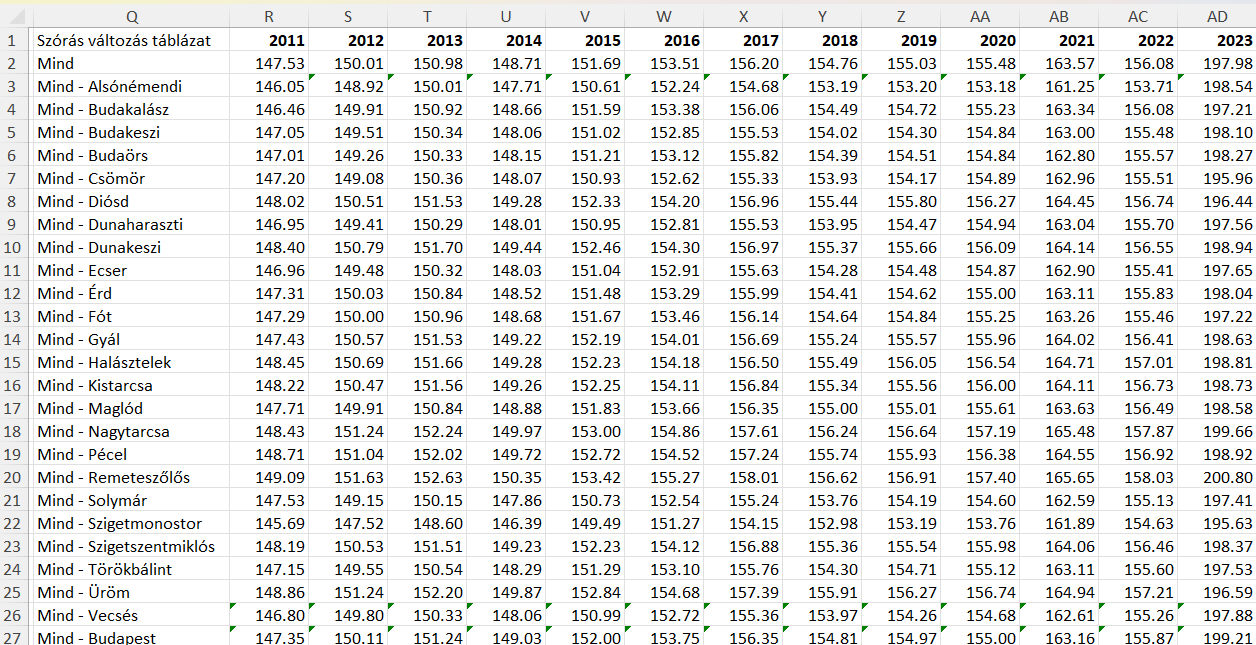 Q R S T U V W X Y Z AA AB AC AD
1 Szórás változás táblázat 2011 2012 2013 2014 2015 2016 2017 2018 2019 2020 2021 2022 2023
2 Mind 147.53 150.01 150.98 148.71 151.69 153.51 156.20 154.76 155.03 155.48 163.57 156.08 197.98
3 Mind - Alsónémendi 146.05 148.92 150.01 147.71 150.61 152.24 154.68 153.19 153.20 153.18 161.25 153.71 198.54
4 Mind - Budakalász 146.46 149.91 150.92 148.66 151.59 153.38 156.06 154.49 154.72 155.23 163.34 156.08 197.21
5 Mind - Budakeszi 147.05 149.51 150.34 148.06 151.02 152.85 155.53 154.02 154.30 154.84 163.00 155.48 198.10
6 Mind - Budaörs 147.01 149.26 150.33 148.15 151.21 153.12 155.82 154.39 154.51 154.84 162.80 155.57 198.27
7 Mind - Csömör 147.20 149.08 150.36 148.07 150.93 152.62 155.33 153.93 154.17 154.89 162.96 155.51 195.96
8 Mind - Diósd 148.02 150.51 151.53 149.28 152.33 154.20 156.96 155.44 155.80 156.27 164.45 156.74 196.44
9 Mind - Dunaharaszti 146.95 149.41 150.29 148.01 150.95 152.81 155.53 153.95 154.47 154.94 163.04 155.70 197.56
10 Mind - Dunakeszi 148.40 150.79 151.70 149.44 152.46 154.30 156.97 155.37 155.66 156.09 164.14 156.55 198.94
11 Mind - Ecser 146.96 149.48 150.32 148.03 151.04 152.91 155.63 154.28 154.48 154.87 162.90 155.41 197.65
12 Mind - Érd 147.31 150.03 150.84 148.52 151.48 153.29 155.99 154.41 154.62 155.00 163.11 155.83 198.04
13 Mind - Fót 147.29 150.00 150.96 148.68 151.67 153.46 156.14 154.64 154.84 155.25 163.26 155.46 197.22
14 Mind - Gyál 147.43 150.57 151.53 149.22 152.19 154.01 156.69 155.24 155.57 155.96 164.02 156.41 198.63
15 Mind - Halásztelek 148.45 150.69 151.66 149.28 152.23 154.18 156.50 155.49 156.05 156.54 164.71 157.01 198.81
16 Mind - Kistarcsa 148.22 150.47 151.56 149.26 152.25 154.11 156.84 155.34 155.56 156.00 164.11 156.73 198.73
17 Mind - Maglód 147.71 149.91 150.84 148.88 151.83 153.66 156.35 155.00 155.01 155.61 163.63 156.49 198.58
18 Mind - Nagytarcsa 148.43 151.24 152.24 149.97 153.00 154.86 157.61 156.24 156.64 157.19 165.48 157.87 199.66
19 Mind - Pécel 148.71 151.04 152.02 149.72 152.72 154.52 157.24 155.74 155.93 156.38 164.55 156.92 198.92
20 Mind - Remeteszőlős 149.09 151.63 152.63 150.35 153.42 155.27 158.01 156.62 156.91 157.40 165.65 158.03 200.80
21 Mind - Solymár 147.53 149.15 150.15 147.86 150.73 152.54 155.24 153.76 154.19 154.60 162.59 155.13 197.41
22 Mind - Szigetmonostor 145.69 147.52 148.60 146.39 149.49 151.27 154.15 152.98 153.19 153.76 161.89 154.63 195.63
23 Mind - Szigetszentmiklós 148.19 150.53 151.51 149.23 152.23 154.12 156.88 155.36 155.54 155.98 164.06 156.46 198.37
24 Mind - Törökbálint 147.15 149.55 150.54 148.29 151.29 153.10 155.76 154.30 154.71 155.12 163.11 155.60 197.53
25 Mind - Üröm 148.86 151.24 152.20 149.87 152.84 154.68 157.39 155.91 156.27 156.74 164.94 157.21 196.59
26 Mind - Vecsés 146.80 149.80 150.33 148.06 150.99 152.72 155.36 153.97 154.26 154.68 162.61 155.26 197.88
27 Mind - Budapest 147.35 150.11 151.24 149.03 152.00 153.75 156.35 154.81 154.97 155.00 163.16 155.87 199.21